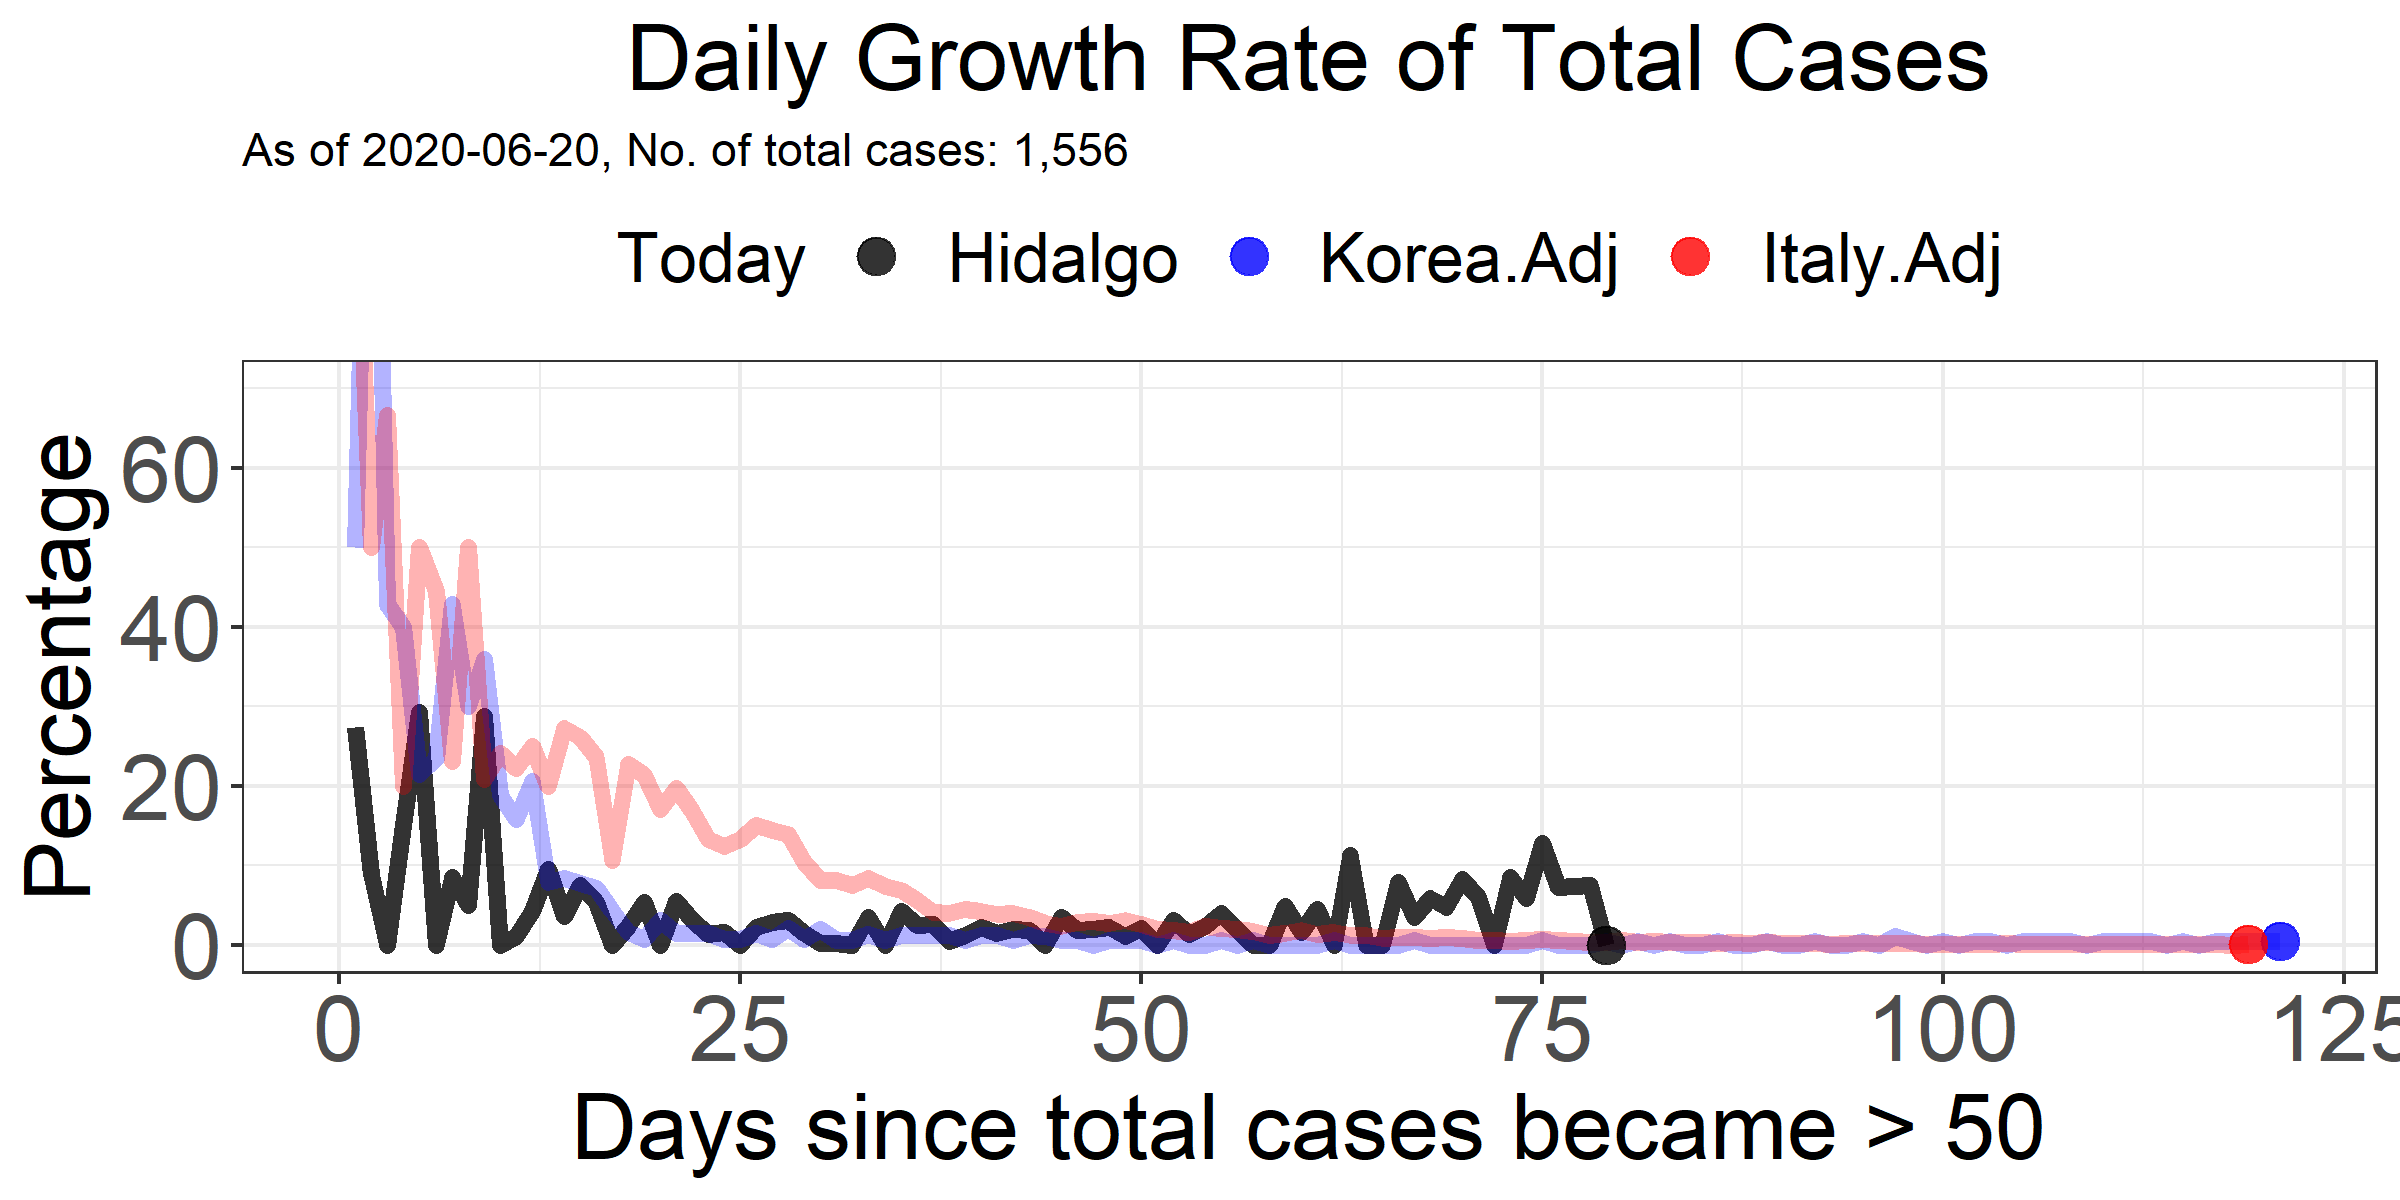 Daily Growth Rate of Total Cases
As of 2020-06-20, No. of total cases: 1,556
Today Hidalgo Korea.Adj Italy.Adj
Percentage
60
40
20
0
0 25 50 75 100 125
Days since total cases became > 50